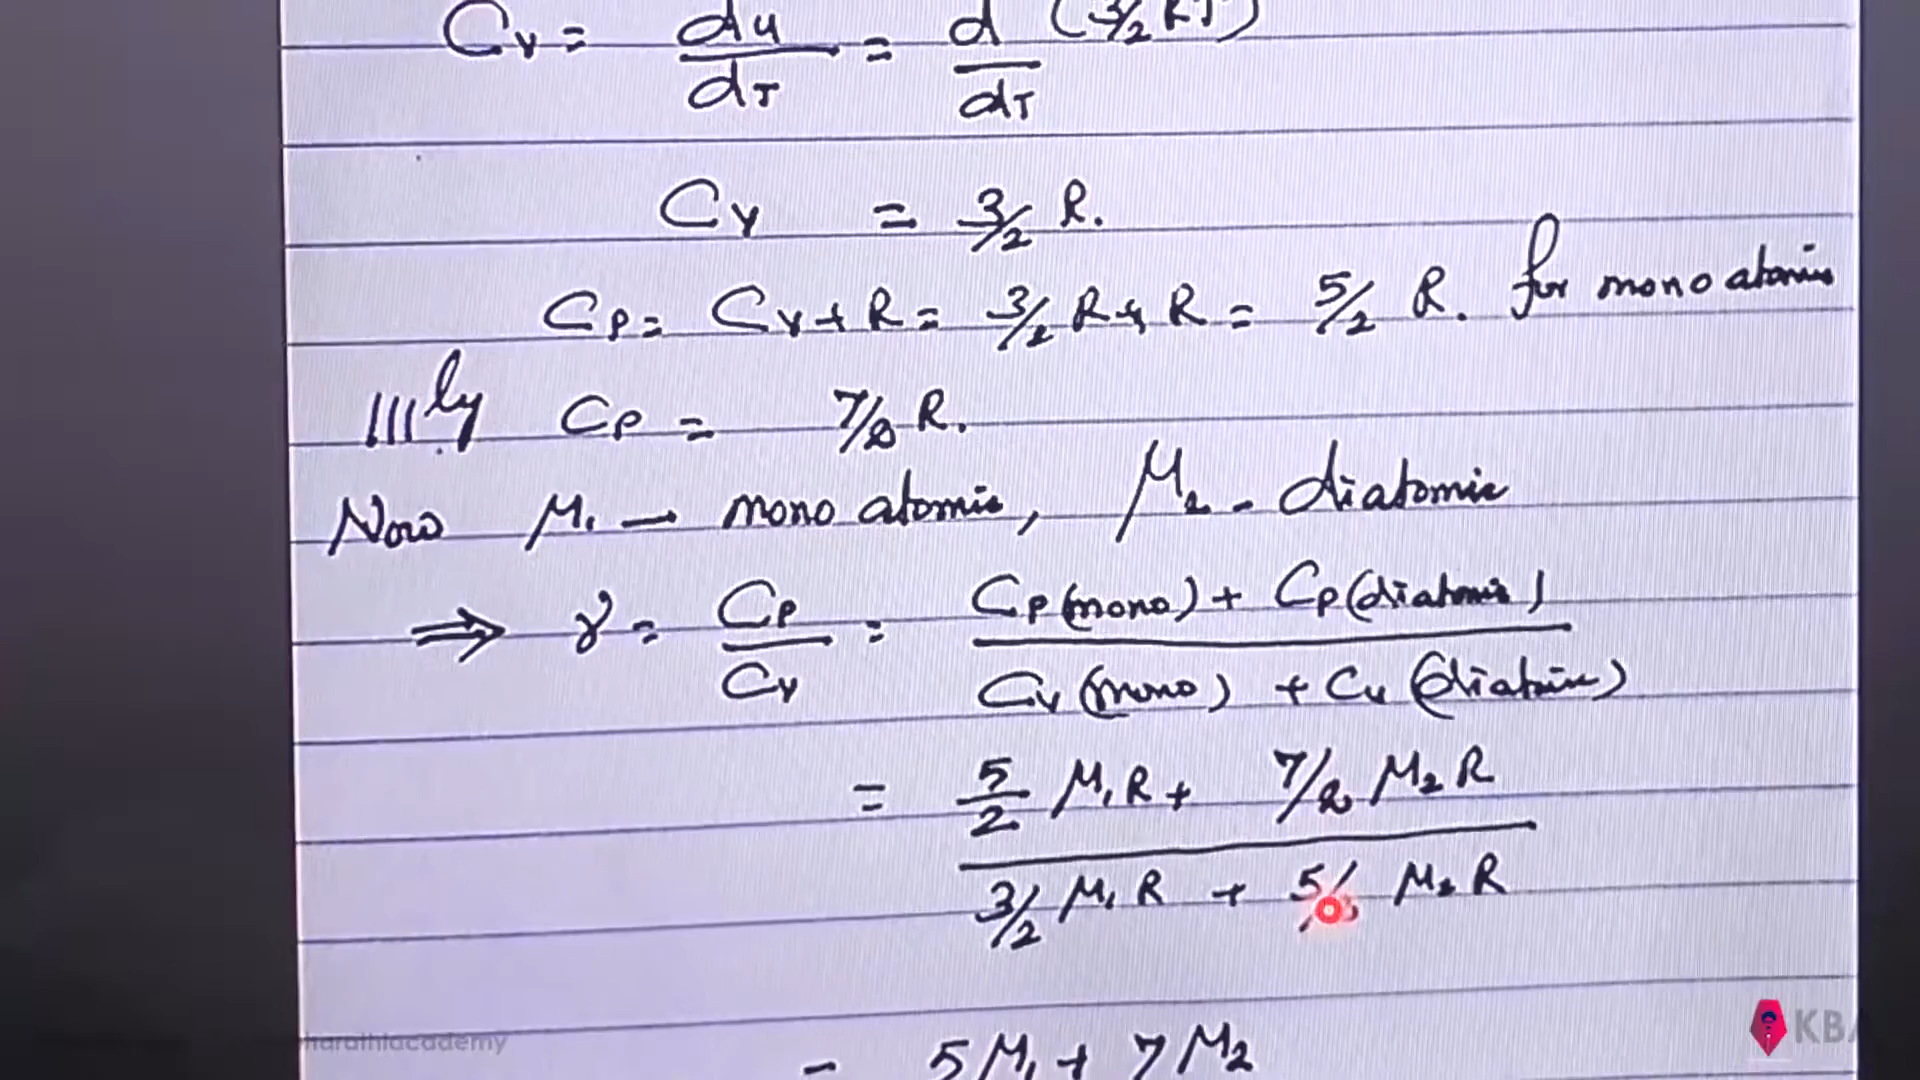 Cv = du/dT = d/dT (3/2 RT)
Cv = 3/2 R.
Cp = Cv + R = 3/2 R + R = 5/2 R. for mono atomic
|||ly Cp = 7/2 R.
Now μ₁ → mono atomic, μ₂ - diatomic
⇒ γ = Cp/Cv = Cp (mono) + Cp (diatomic) / Cv (mono) + Cv (diatomic)
= 5/2 μ₁R + 7/2 μ₂R / 3/2 μ₁R + 5/ μ₂R
= 5μ₁ + 7μ₂
harathiacademy
KBA